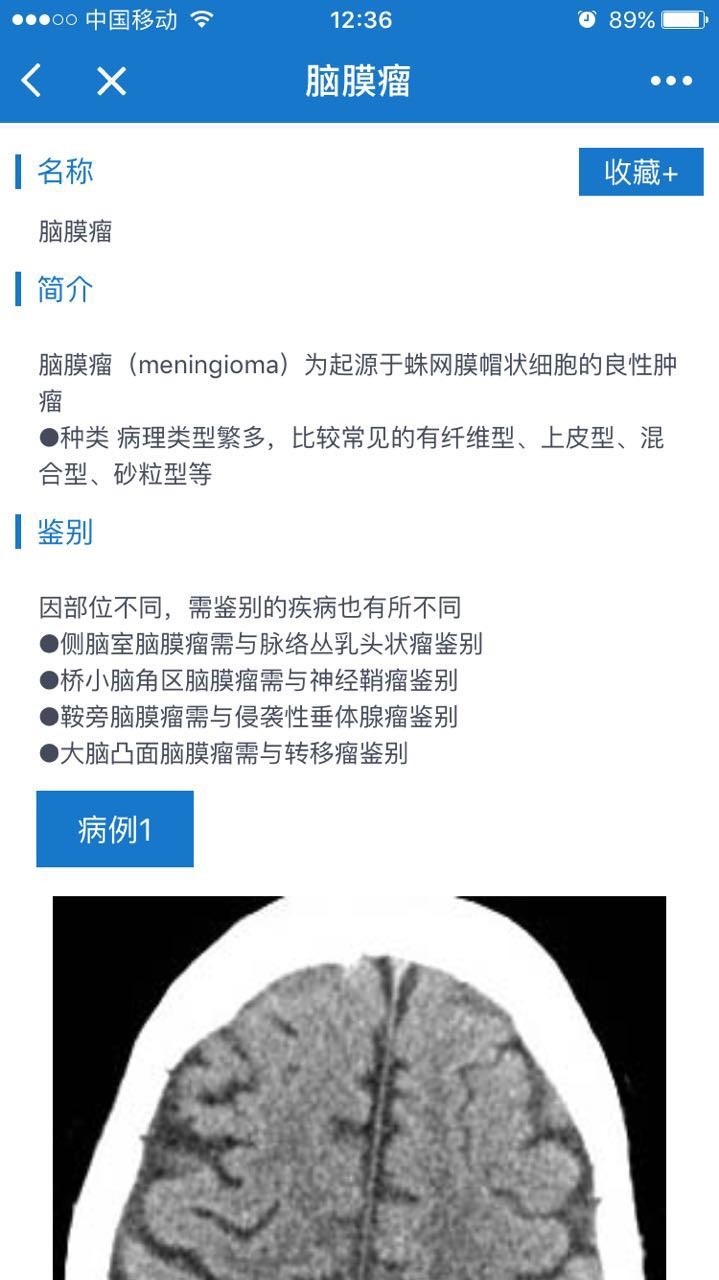 中国移动 12:36 89%
脑膜瘤
名称
收藏+
脑膜瘤
简介
脑膜瘤（meningioma）为起源于蛛网膜帽状细胞的良性肿
瘤
●种类 病理类型繁多，比较常见的有纤维型、上皮型、混
合型、砂粒型等
鉴别
因部位不同，需鉴别的疾病也有所不同
●侧脑室脑膜瘤需与脉络丛乳头状瘤鉴别
●桥小脑角区脑膜瘤需与神经鞘瘤鉴别
●鞍旁脑膜瘤需与侵袭性垂体腺瘤鉴别
●大脑凸面脑膜瘤需与转移瘤鉴别
病例1